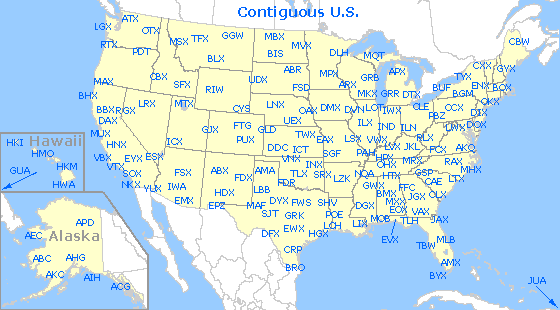 Contiguous U.S.
LGX ATX
OTX TFX GGW MBX MVX CBW
RTX PDT MSX BIS DLH MQT
BLX ABR MPX GRB APX TYX CXX GYX
MAX CBX SFX RIW UDX FSD ARX MKX GRR DTX BUF ENX BOX
BHX LRX MTX CYS LNX OAX DMX DVN LOT IWX CLE BGM OKX
BBX RGX CCX DIX
DAX GJX FTG GLD UEX ILX IND ILN PBZ DOX
MUX HNX ICX PUX TWX EAX LSX VWX LVX JKL RLX LWX
VBX EYX ESX DDC ICT SGF PAH HPX FCX AKQ
VTX VNX INX OHX MRX RAX
SOX FSX ABX FDX AMA TLX SRX LZK NQA HTX GSP MHX
NKX YUX IWA FDR GWX FFC CAE LTX
HDX LBB BMX JGX CLX
EMX EPZ MAF DYX FWS SHV DGX MXX
SJT GRK POE EOX VAX
DFX EWX HGX LCH LIX MOB TLH JAX
EVX
CRP TBW MLB
BRO AMX
BYX
JUA
Hawaii
HKI
HMO
GUA HKM
HWA
APD
Alaska
AEC
ABC AHG
AKC AIH
ACG